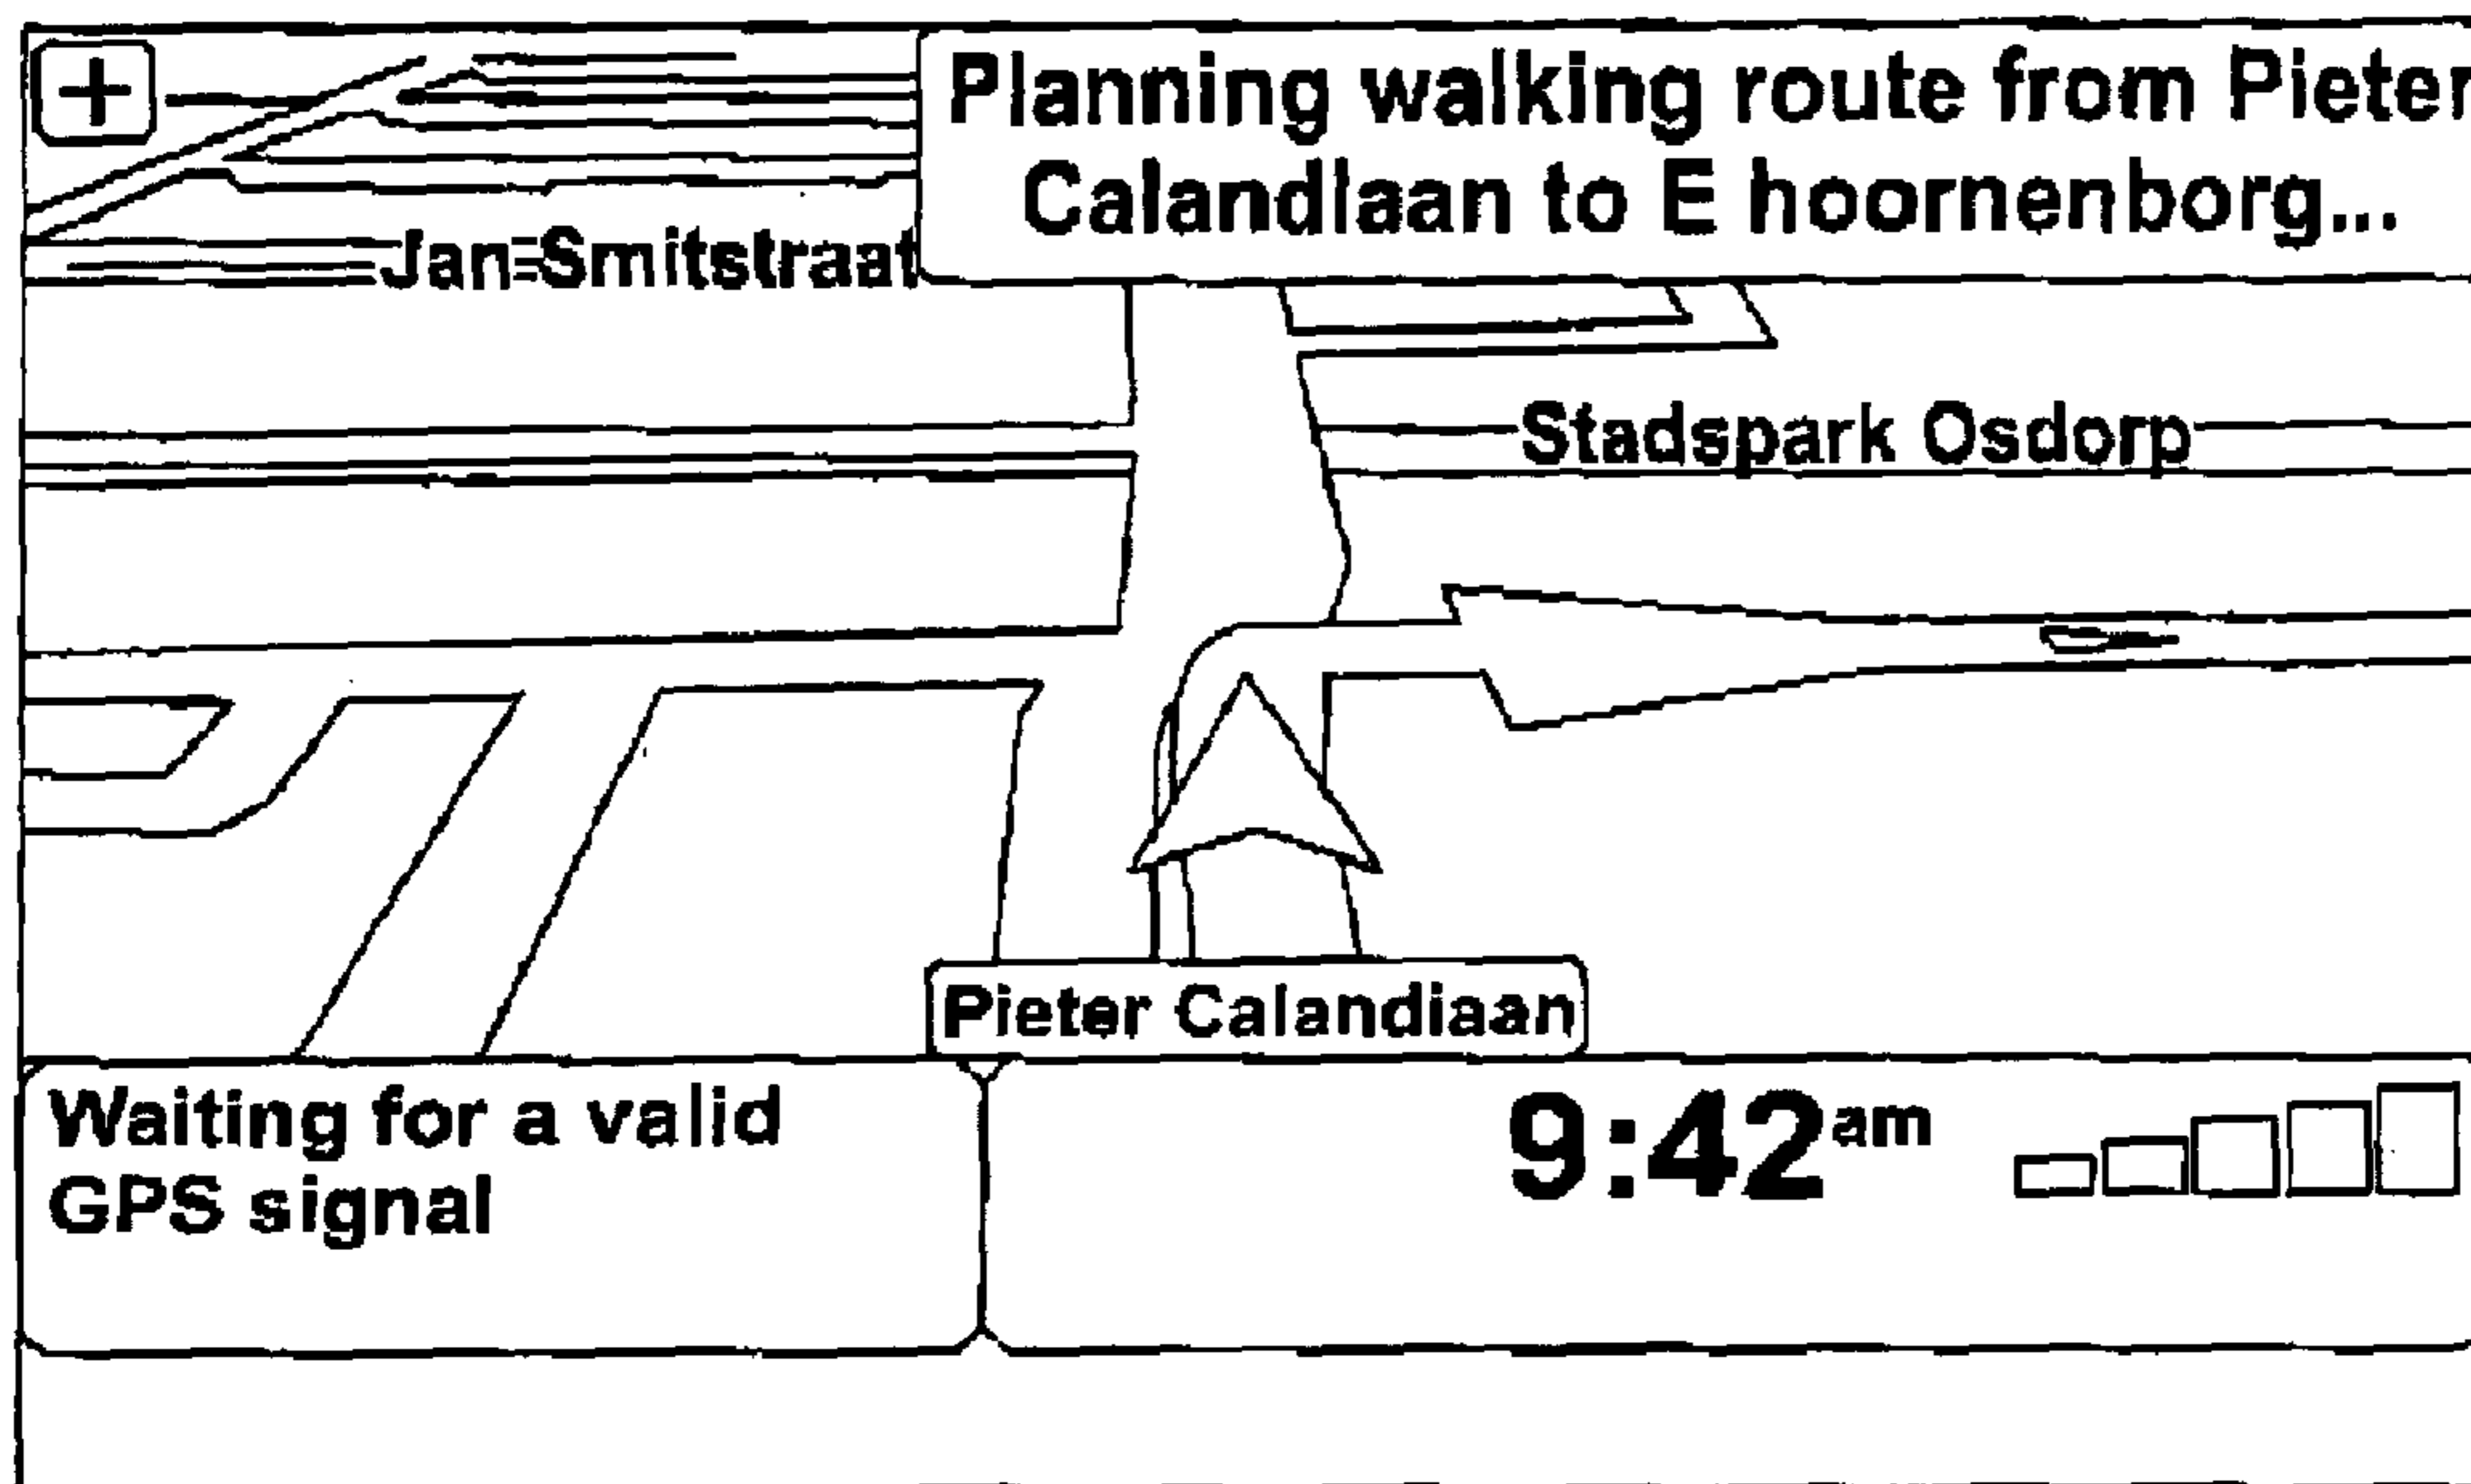 Planning walking route from Pieter
Calandlaan to E hoornenborg...
Jan Smitstraat
Stadspark Osdorp
Pieter Calandlaan
Waiting for a valid
GPS signal
9:42am